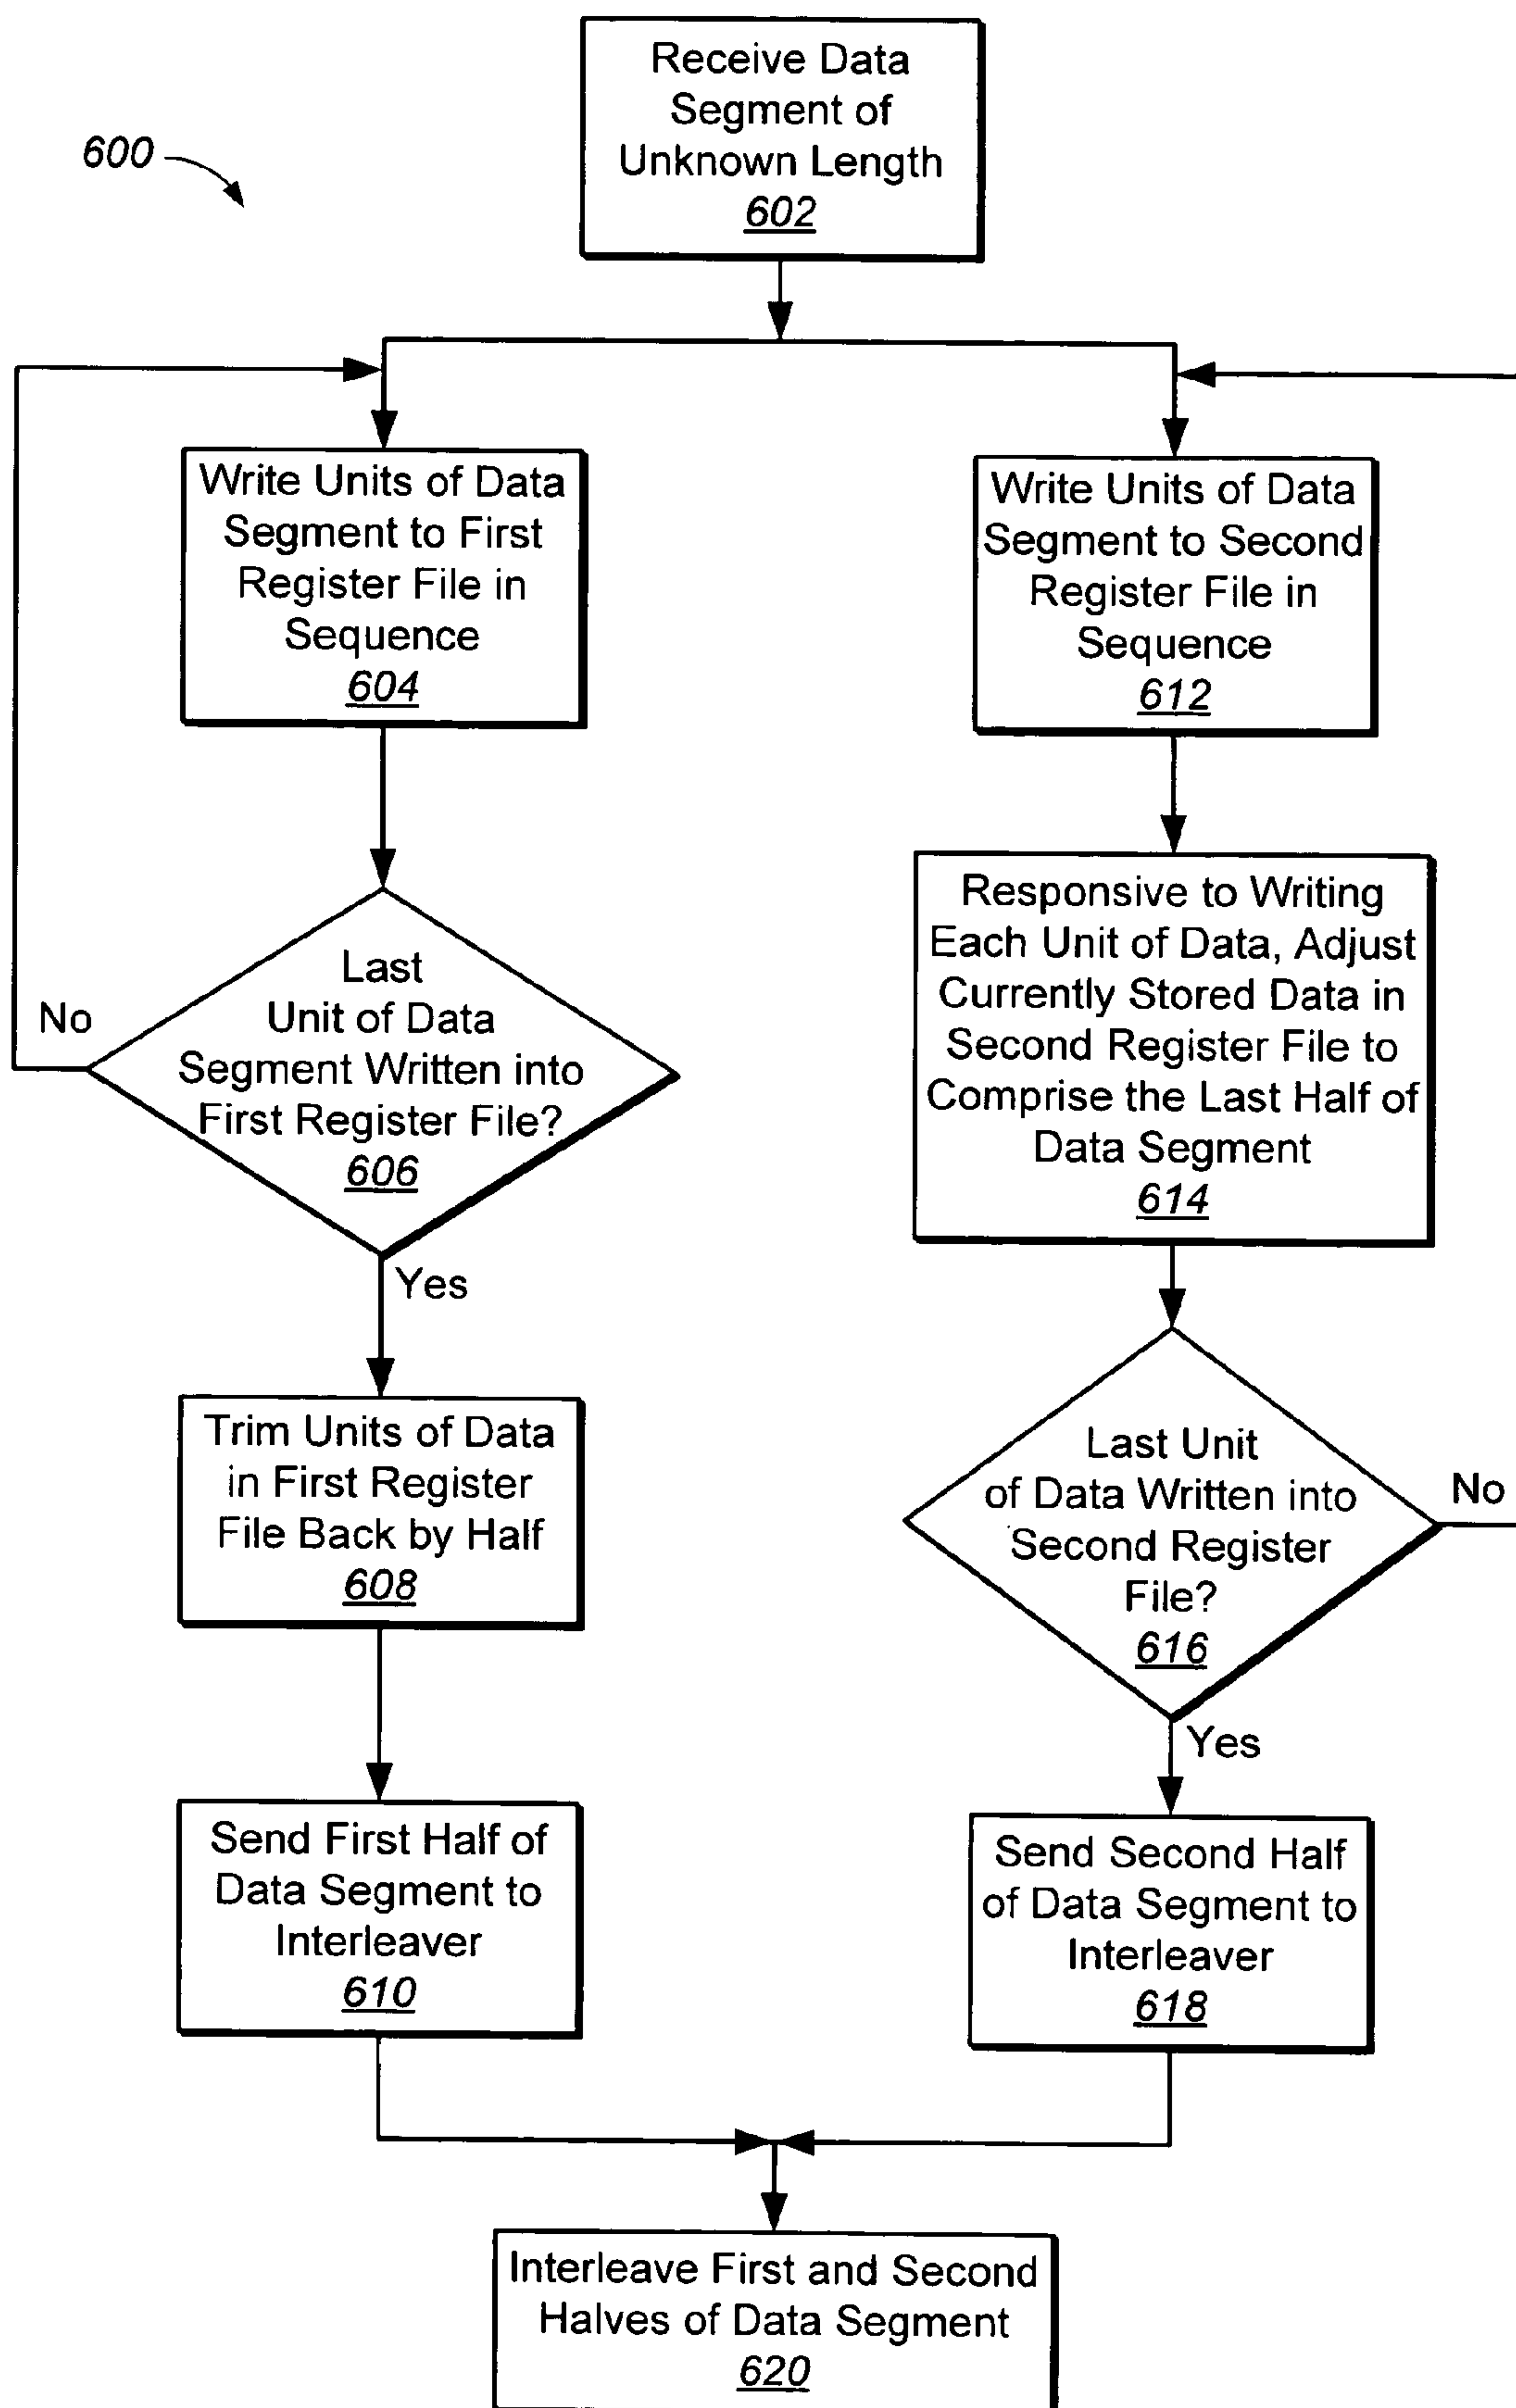 Receive Data
Segment of
Unknown Length
602
600
Write Units of Data
Segment to First
Register File in
Sequence
604
Last
Unit of Data
Segment Written into
First Register File?
606
No
Yes
Trim Units of Data
in First Register
File Back by Half
608
Send First Half of
Data Segment to
Interleaver
610
Write Units of Data
Segment to Second
Register File in
Sequence
612
Responsive to Writing
Each Unit of Data, Adjust
Currently Stored Data in
Second Register File to
Comprise the Last Half of
Data Segment
614
Last Unit
of Data Written into
Second Register
File?
616
No
Yes
Send Second Half
of Data Segment to
Interleaver
618
Interleave First and Second
Halves of Data Segment
620